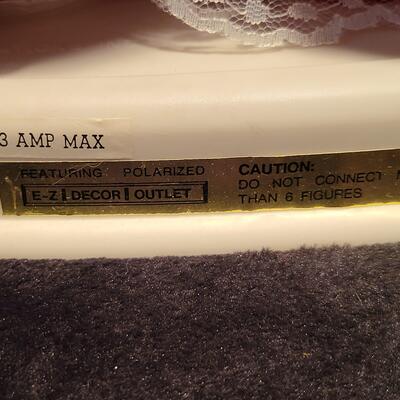 3 AMP MAX
FEATURING POLARIZED
E-Z DECOR OUTLET
CAUTION:
DO NOT CONNECT
THAN 6 FIGURES